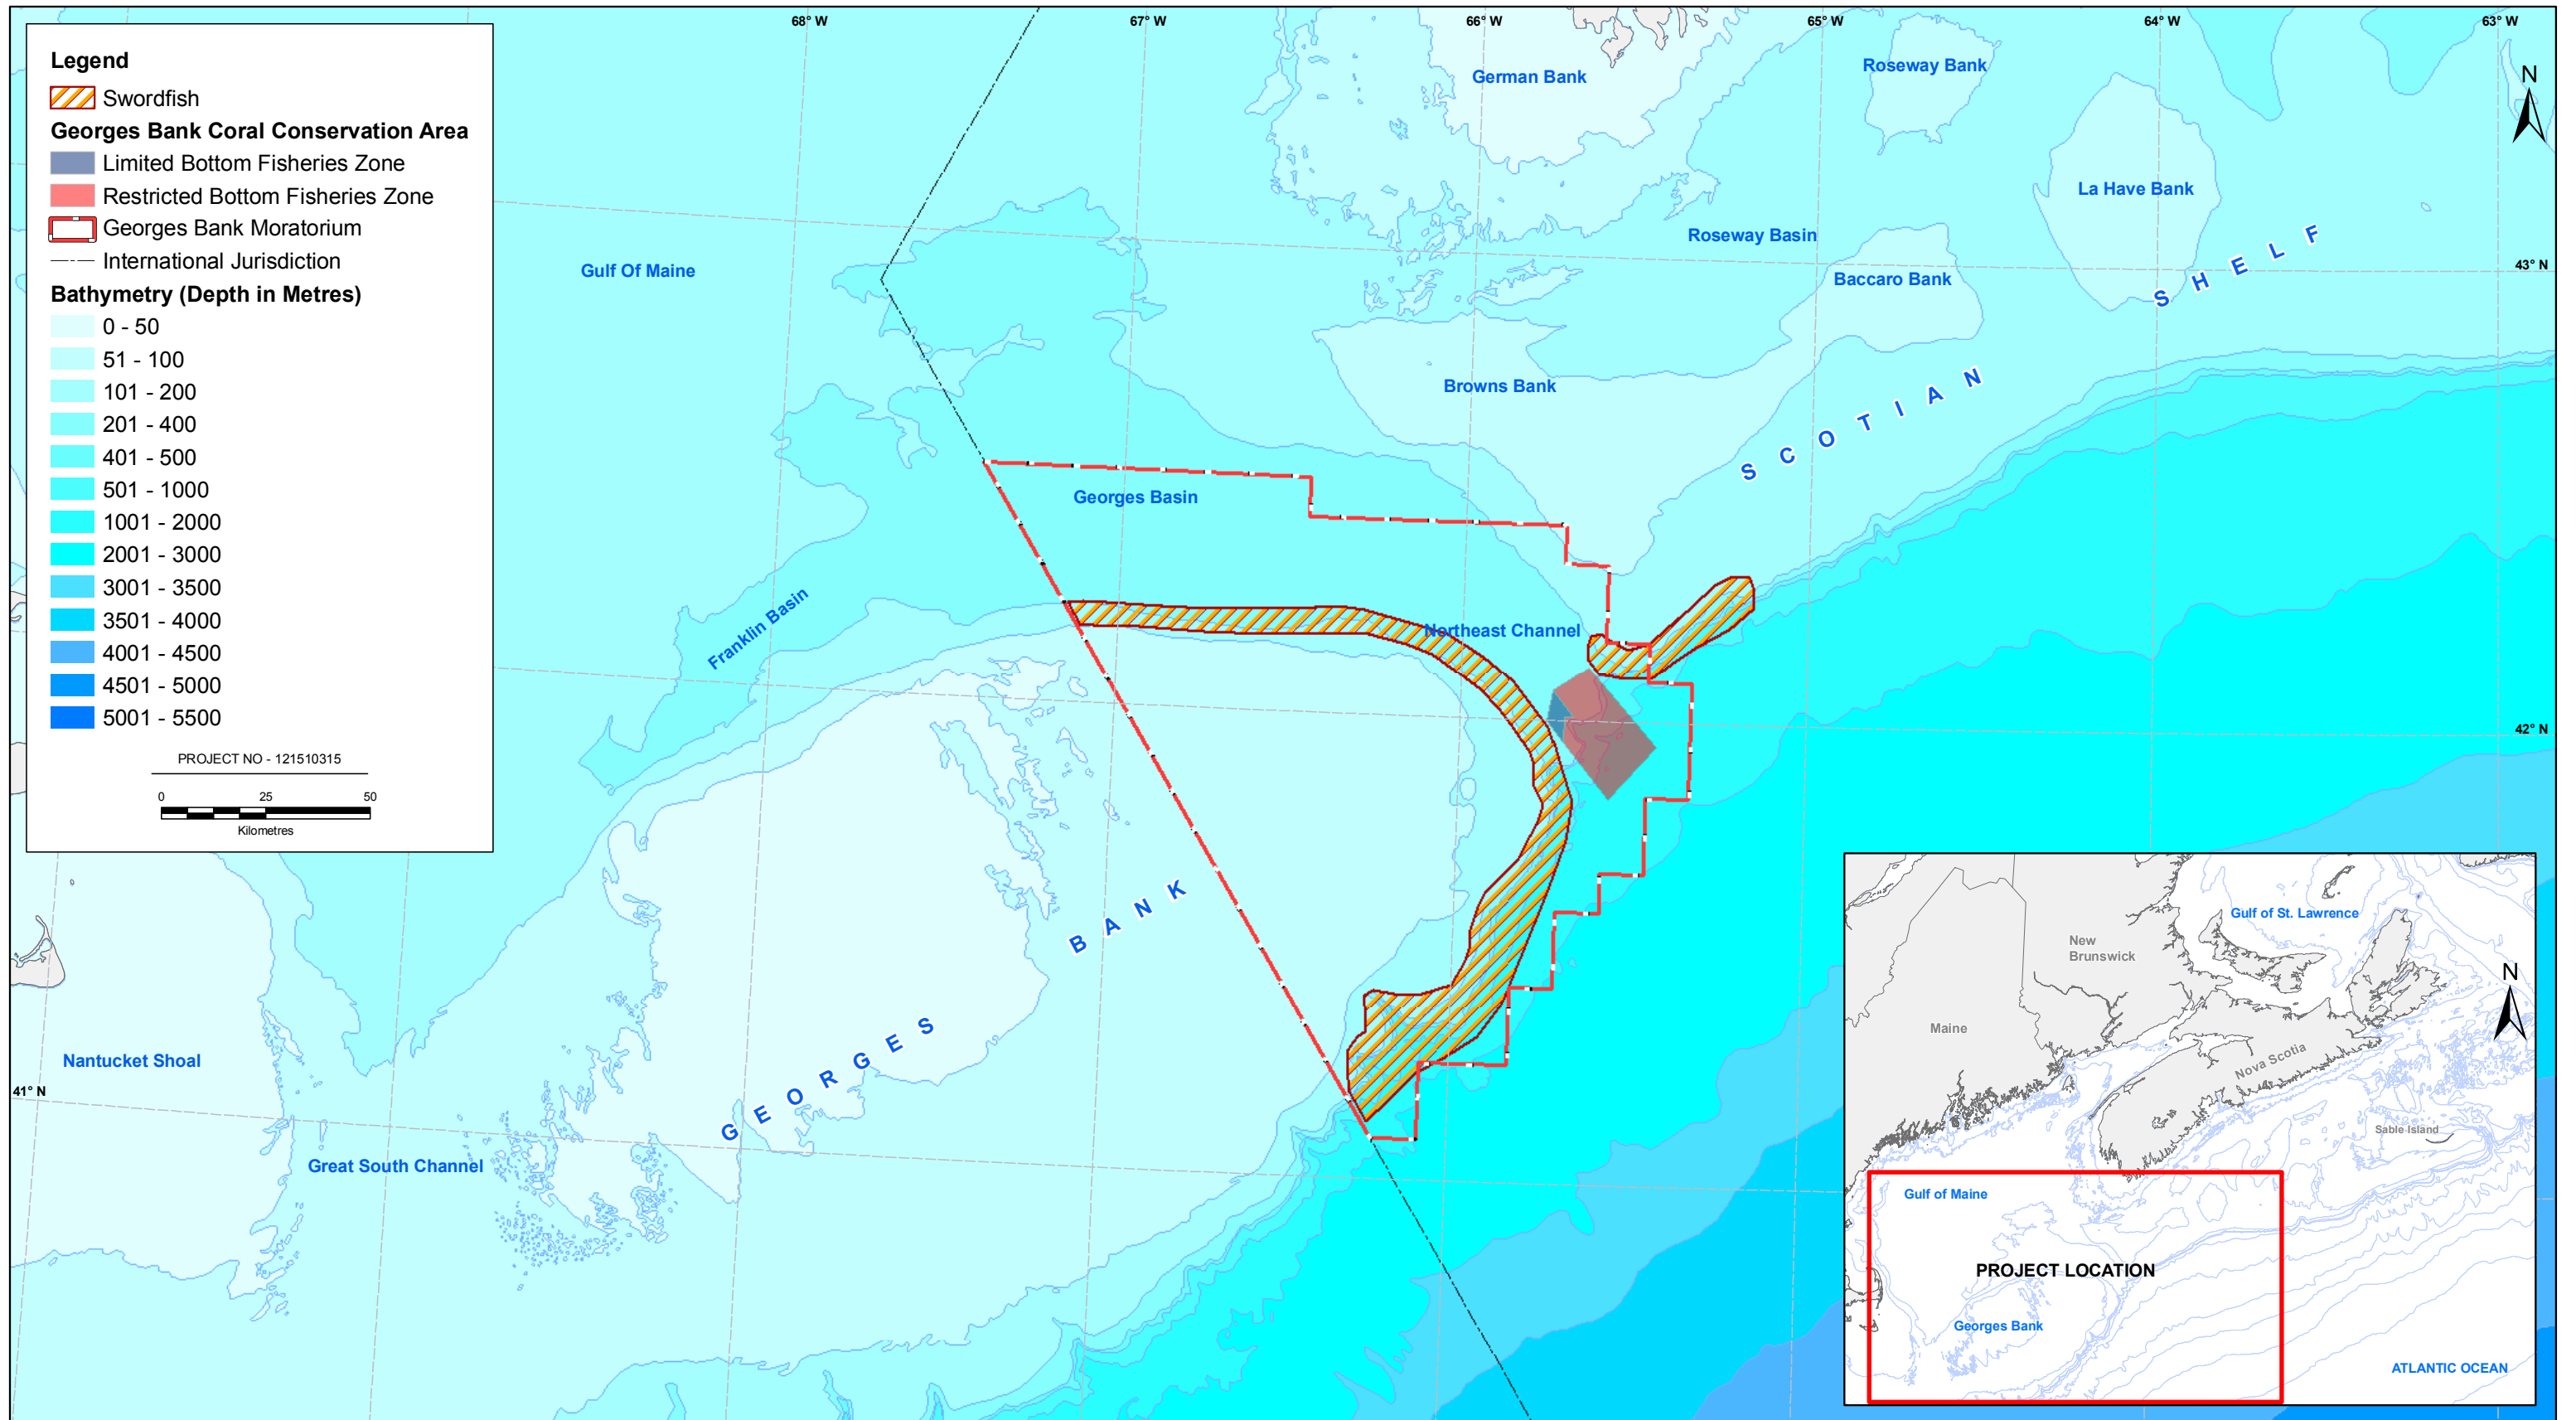 68° W
67° W
66° W
65° W
64° W
63° W
Legend
Swordfish
Georges Bank Coral Conservation Area
Limited Bottom Fisheries Zone
Restricted Bottom Fisheries Zone
Georges Bank Moratorium
International Jurisdiction
Bathymetry (Depth in Metres)
0 - 50
51 - 100
101 - 200
201 - 400
401 - 500
501 - 1000
1001 - 2000
2001 - 3000
3001 - 3500
3501 - 4000
4001 - 4500
4501 - 5000
5001 - 5500
PROJECT NO - 121510315
0 25 50
Kilometres
German Bank
Roseway Bank
N
La Have Bank
Roseway Basin
Gulf Of Maine
Baccaro Bank
43° N
SCOTIAN SHELF
Browns Bank
Georges Basin
Franklin Basin
Northeast Channel
42° N
GEORGES BANK
Nantucket Shoal
41° N
Great South Channel
Gulf of St. Lawrence
New
Brunswick
N
Maine
Nova Scotia
Sable Island
Gulf of Maine
PROJECT LOCATION
Georges Bank
ATLANTIC OCEAN